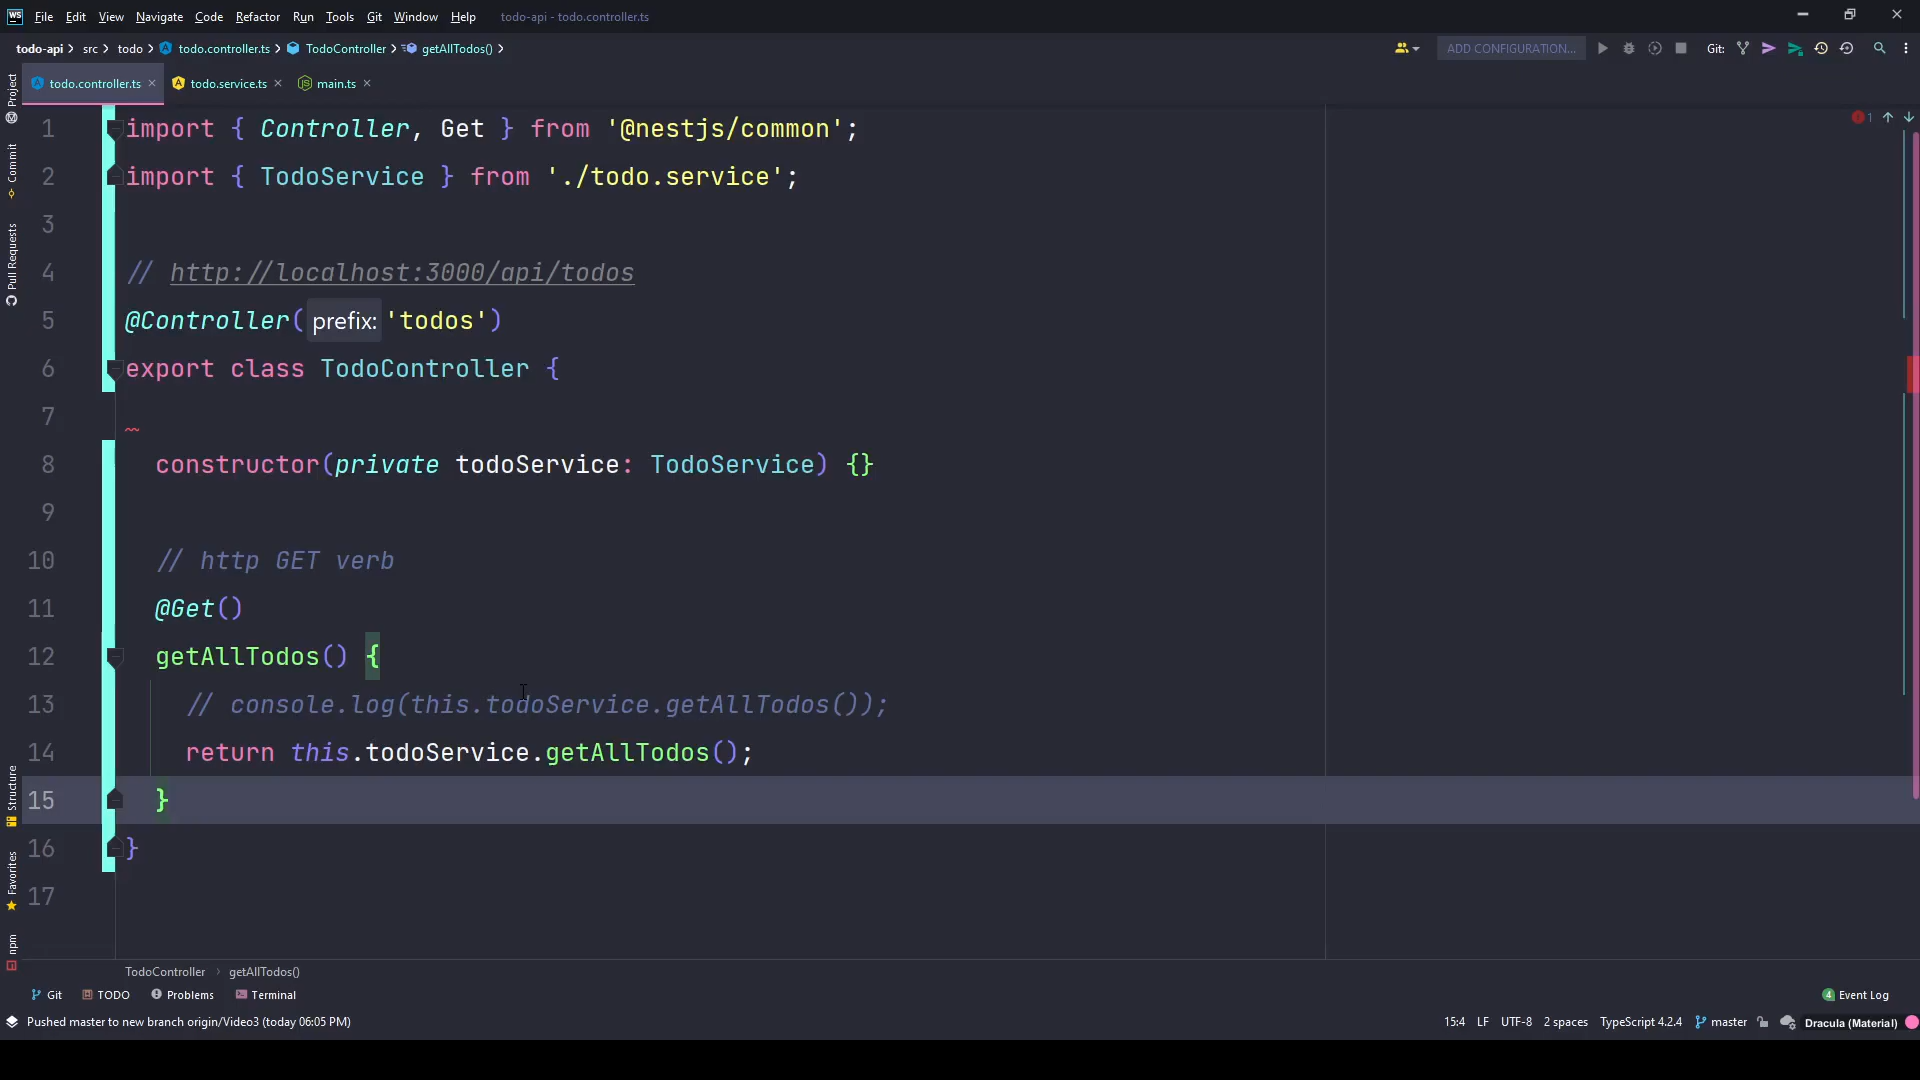 WS File Edit View Navigate Code Refactor Run Tools Git Window Help todo-api - todo.controller.ts
todo-api src todo todo.controller.ts TodoController getAllTodos() ADD CONFIGURATION... Git:
todo.controller.ts todo.service.ts main.ts
Project
Commit
Pull Requests
Structure
Favorites
npm
1
1 import { Controller, Get } from '@nestjs/common';
2 import { TodoService } from './todo.service';
3
4 // http://localhost:3000/api/todos
5 @Controller( prefix: 'todos')
6 export class TodoController {
7
8 constructor(private todoService: TodoService) {}
9
10 // http GET verb
11 @Get()
12 getAllTodos() {
13 // console.log(this.todoService.getAllTodos());
14 return this.todoService.getAllTodos();
15 }
16 }
17
TodoController getAllTodos()
Git TODO Problems Terminal 4 Event Log
Pushed master to new branch origin/Video3 (today 06:05 PM) 15:4 LF UTF-8 2 spaces TypeScript 4.2.4 master Dracula (Material)